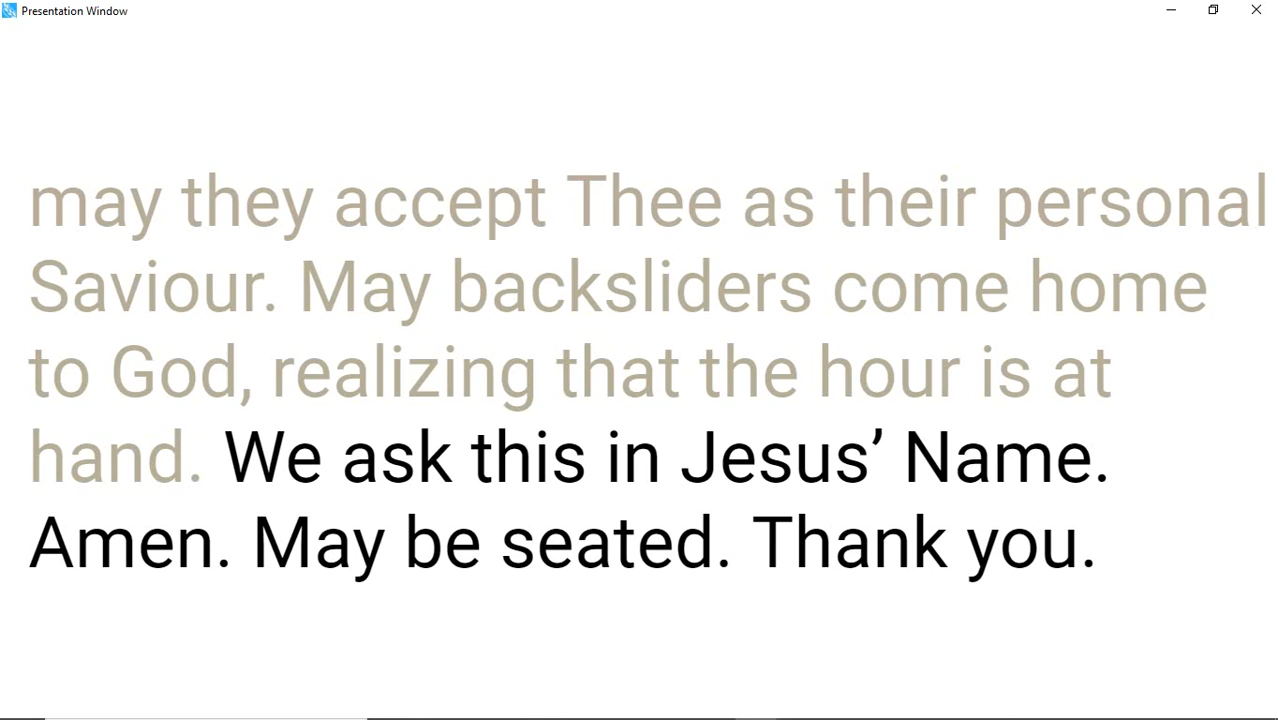 Presentation Window
may they accept Thee as their personal
Saviour. May backsliders come home
to God, realizing that the hour is at
hand. We ask this in Jesus’ Name.
Amen. May be seated. Thank you.